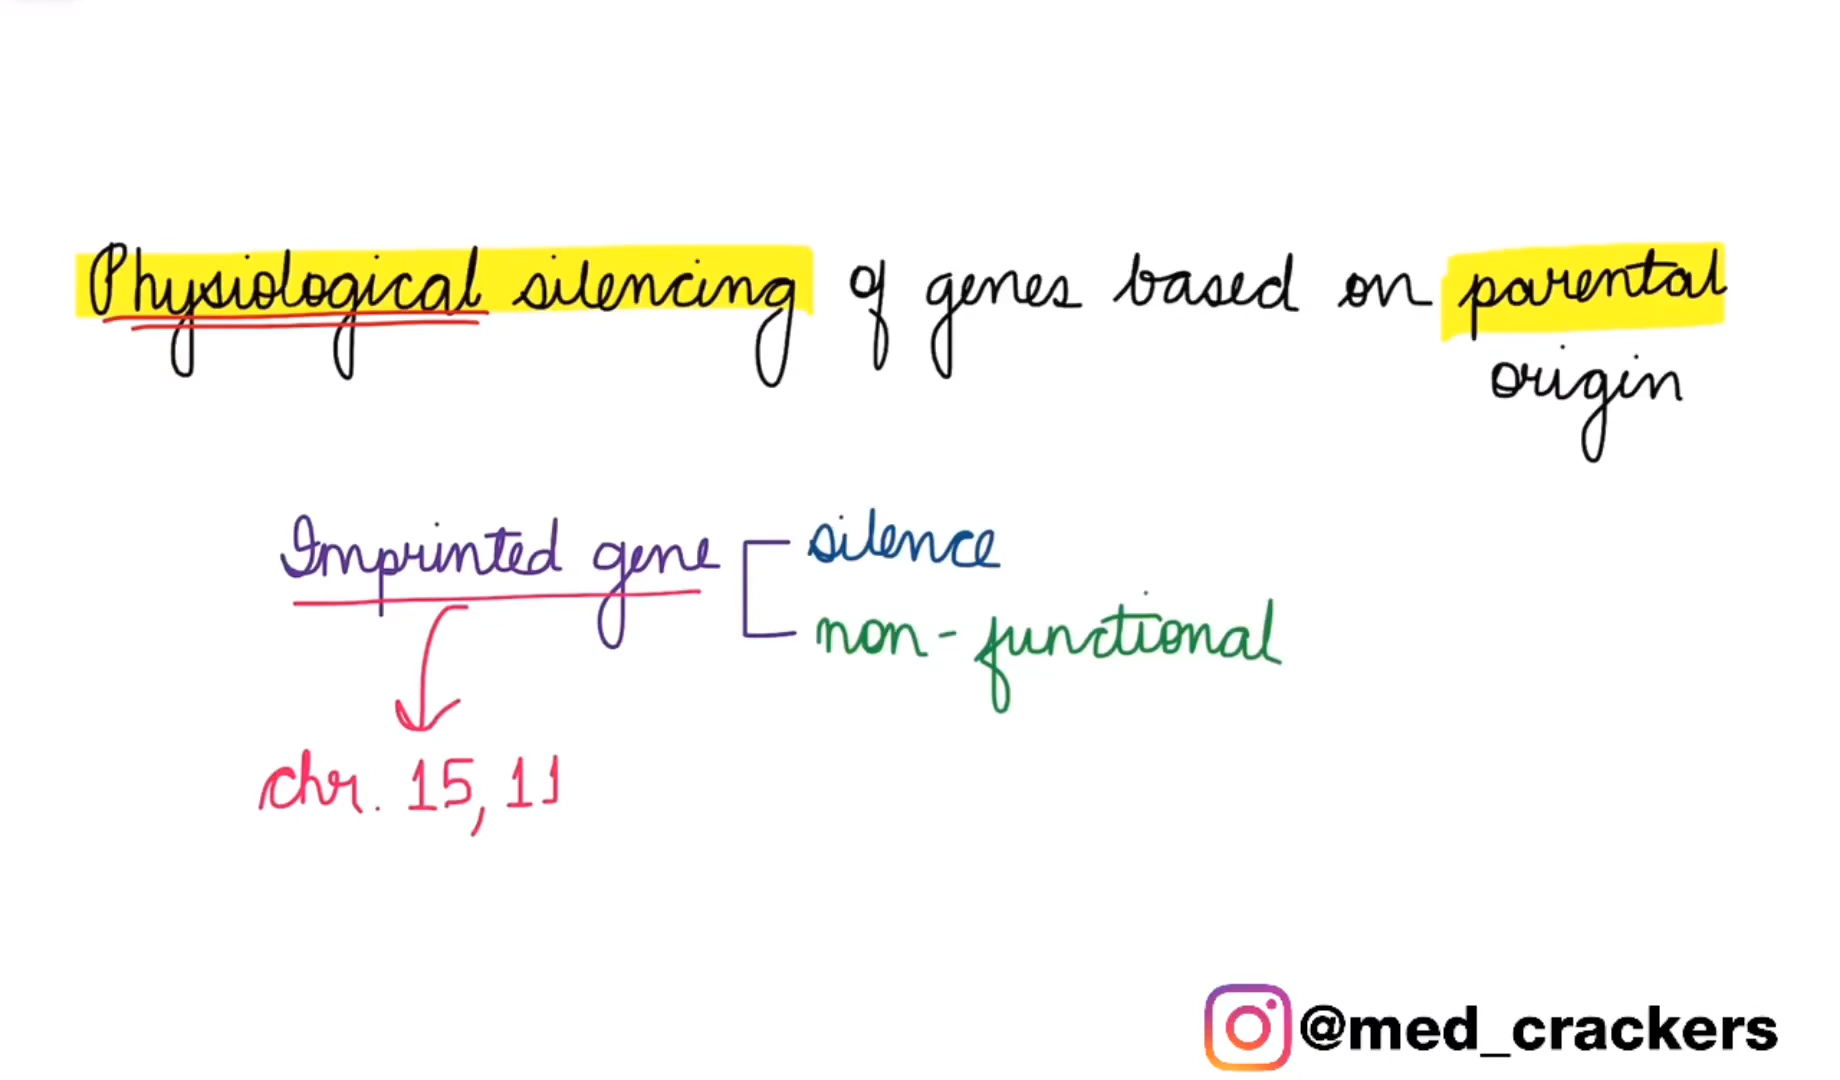 Physiological silencing of genes based on parental
origin
Imprinted gene
silence
non-functional
chr. 15, 11
@med_crackers